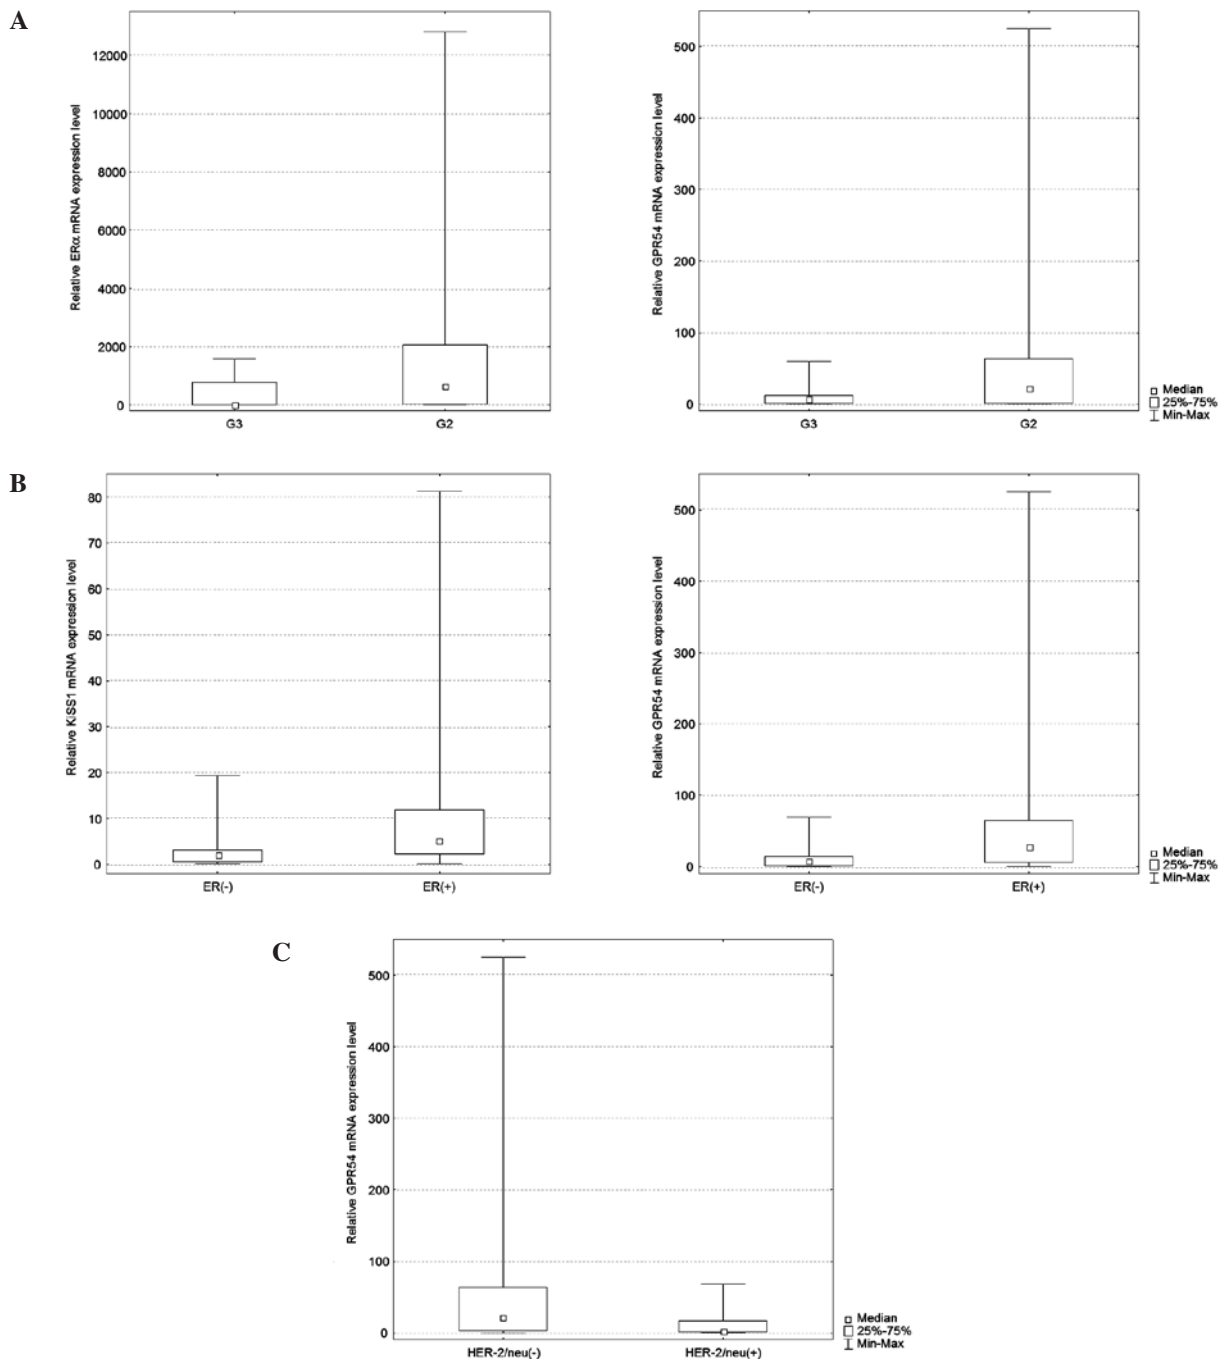 A
Relative ERα mRNA expression level
12000
10000
8000
6000
4000
2000
0
G3
G2
Relative GPR54 mRNA expression level
500
400
300
200
100
0
G3
G2
Median
25%-75%
Min-Max
B
Relative KiSS1 mRNA expression level
80
70
60
50
40
30
20
10
0
ER(-)
ER(+)
Relative GPR54 mRNA expression level
500
400
300
200
100
0
ER(-)
ER(+)
Median
25%-75%
Min-Max
C
Relative GPR54 mRNA expression level
500
400
300
200
100
0
HER-2/neu(-)
HER-2/neu(+)
Median
25%-75%
Min-Max